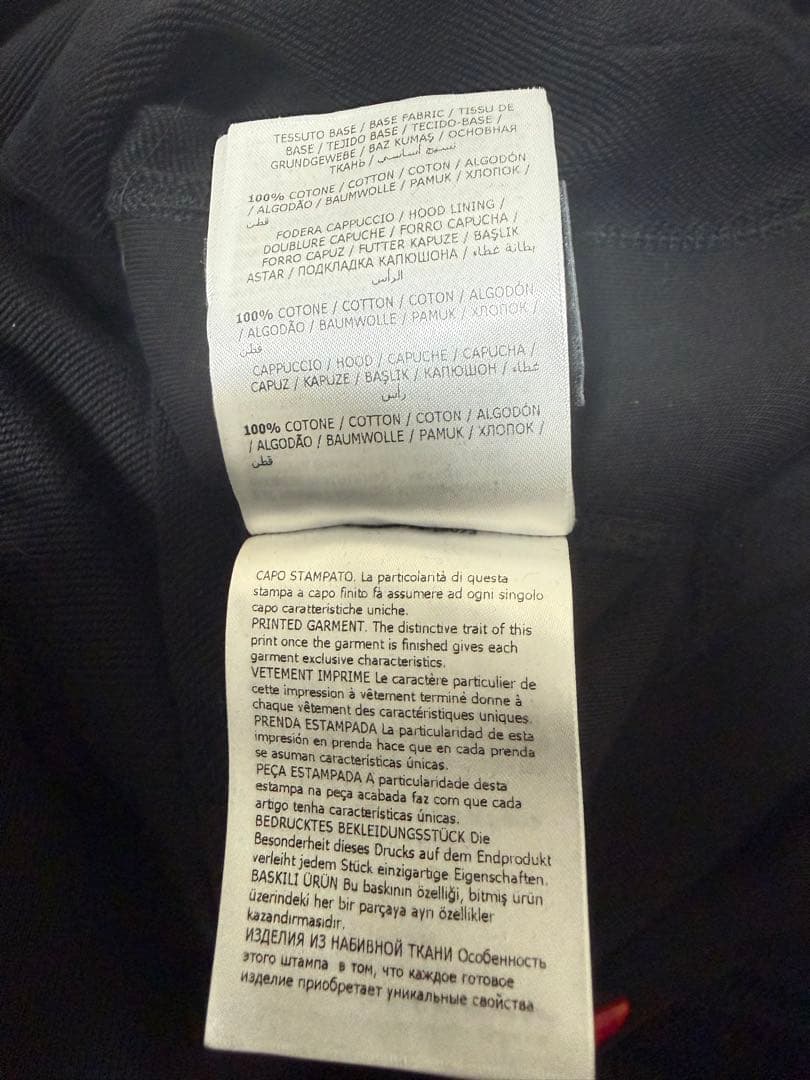 TESSUTO BASE / BASE FABRIC / TISSU DE
BASE / TEJIDO BASE / TECIDO-BASE /
GRUNDGEWEBE / BAZ KUMAŞ / ОСНОВНАЯ
ТКАНЬ / نسيج أساسي
100% COTONE / COTTON / COTON / ALGODÓN
/ ALGODÃO / BAUMWOLLE / PAMUK / ХЛОПОК /
قطن
FODERA CAPPUCCIO / HOOD LINING /
DOUBLURE CAPUCHE / FORRO CAPUCHA /
FORRO CAPUZ / FUTTER KAPUZE / BAŞLIK
ASTAR / ПОДКЛАДКА КАПЮШОНА / بطانة غطاء
الرأس
100% COTONE / COTTON / COTON / ALGODÓN
/ ALGODÃO / BAUMWOLLE / PAMUK / ХЛОПОК /
قطن
CAPPUCCIO / HOOD / CAPUCHE / CAPUCHA /
CAPUZ / KAPUZE / BAŞLIK / КАПЮШОН / غطاء
رأس
100% COTONE / COTTON / COTON / ALGODÓN
/ ALGODÃO / BAUMWOLLE / PAMUK / ХЛОПОК /
قطن
CAPO STAMPATO. La particolarità di questa
stampa a capo finito fà assumere ad ogni singolo
capo caratteristiche uniche.
PRINTED GARMENT. The distinctive trait of this
print once the garment is finished gives each
garment exclusive characteristics.
VETEMENT IMPRIME Le caractère particulier de
cette impression à vêtement terminé donne à
chaque vêtement des caractéristiques uniques.
PRENDA ESTAMPADA La particularidad de esta
impresión en prenda hace que en cada prenda
se asuman características únicas.
PEÇA ESTAMPADA A particularidade desta
estampa na peça acabada faz com que cada
artigo tenha características únicas.
BEDRUCKTES BEKLEIDUNGSSTÜCK Die
Besonderheit dieses Drucks auf dem Endprodukt
verleiht jedem Stück einzigartige Eigenschaften.
BASKILI ÜRÜN Bu baskının özelliği, bitmiş ürün
üzerindeki her bir parçaya ayrı özellikler
kazandırmasıdır.
ИЗДЕЛИЯ ИЗ НАБИВНОЙ ТКАНИ Особенность
этого штампа в том, что каждое готовое
изделие приобретает уникальные свойства